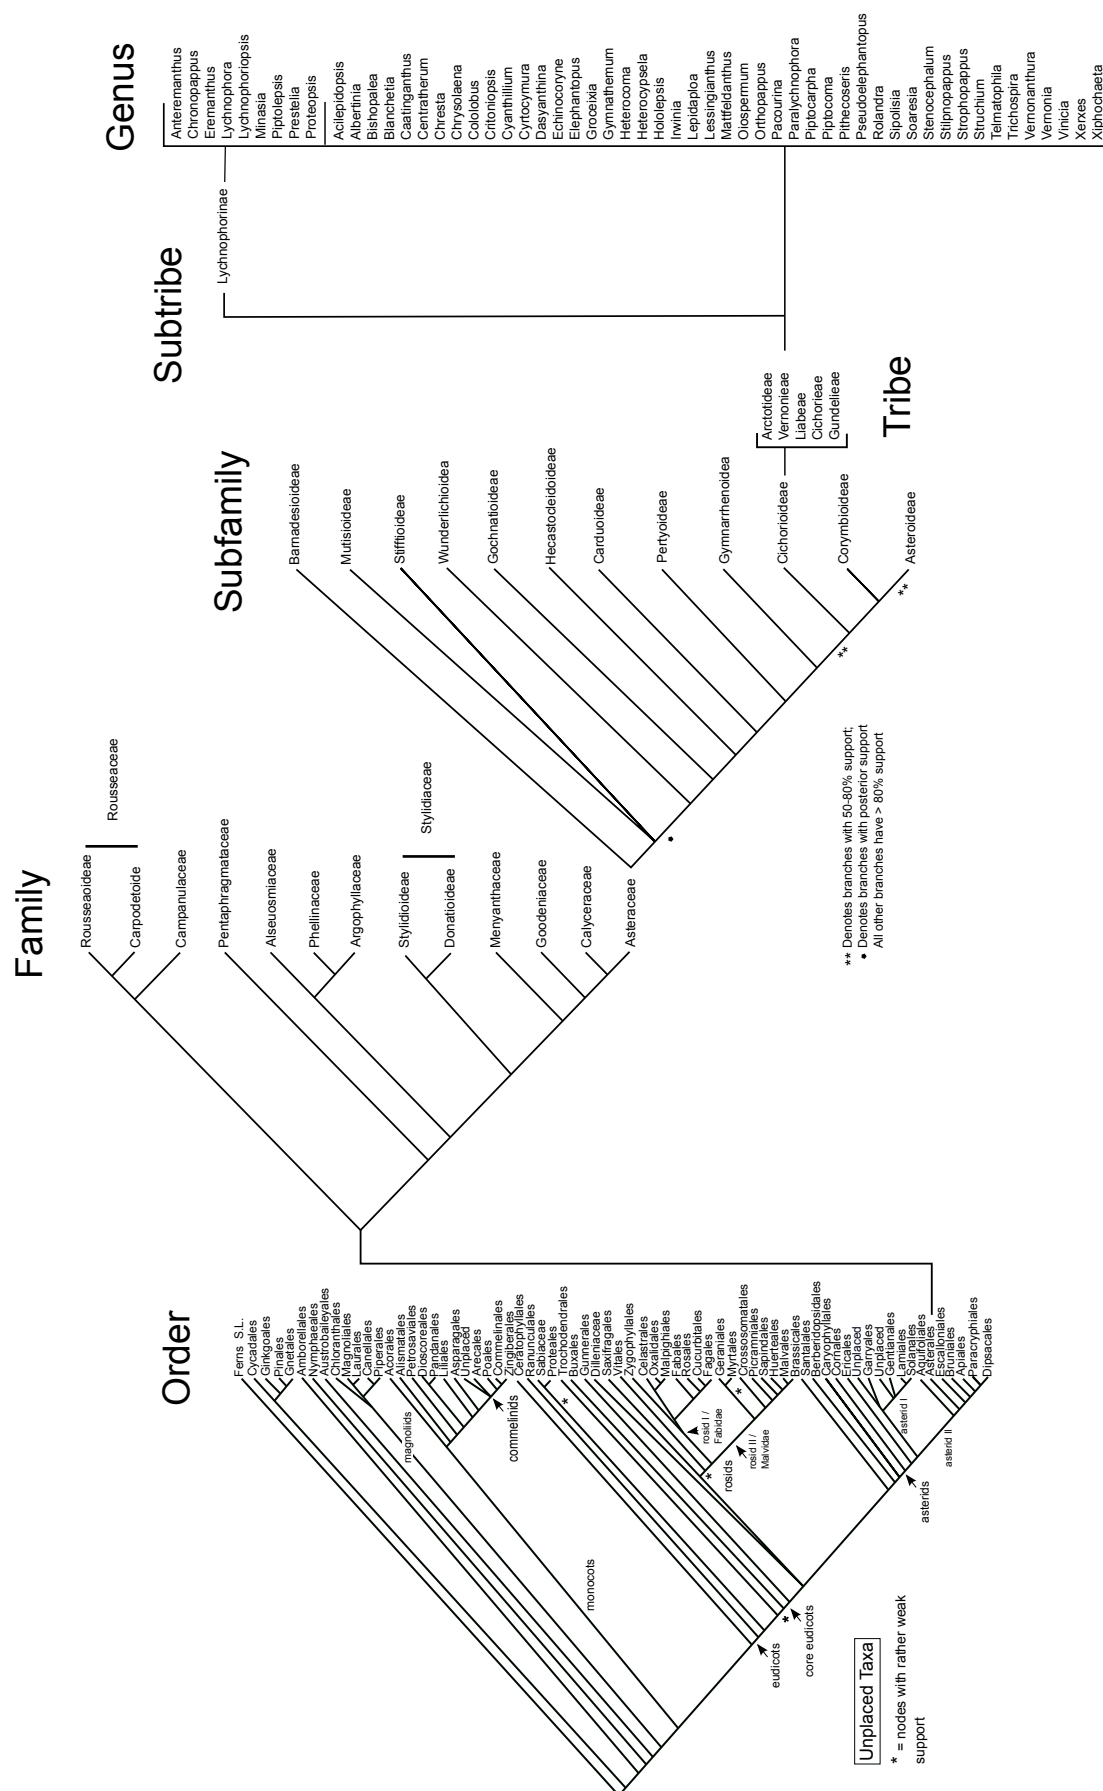 Order
Ferns S.L.
Cycadales
Ginkgoales
Pinales
Gnetales
Amborellales
Nymphaeales
Austrobaileyales
Chloranthales
Magnoliales
Laurales
Canellales
Piperales
Acorales
Alismatales
Petrosaviales
Dioscoreales
Pandanales
Liliales
Asparagales
Unplaced
Arecales
Poales
Commelinales
Zingiberales
Ceratophyllales
Ranunculales
Sabiaceae
Proteales
Trochodendrales
Buxales
Gunnerales
Dilleniaceae
Saxifragales
Vitales
Zygophyllales
Celastrales
Oxalidales
Malpighiales
Fabales
Rosales
Cucurbitales
Fagales
Geraniales
Myrtales
Crossosomatales
Picramniales
Sapindales
Huerteales
Malvales
Brassicales
Santalales
Berberidopsidales
Caryophyllales
Cornales
Ericales
Unplaced
Garryales
Unplaced
Gentianales
Lamiales
Solanales
Aquifoliales
Asterales
Escalloniales
Bruniales
Apiales
Paracryphiales
Dipsacales
magnoliids
monocots
commelinids
eudicots
core eudicots
rosids
rosid I /
Fabidae
rosid II /
Malvidae
asterids
asterid I
asterid II
*
*
*
*
Unplaced Taxa
* = nodes with rather weak
support
Family
Rousseaoideae
Carpodetoide
Rousseaceae
Campanulaceae
Pentaphragmataceae
Alseuosmiaceae
Phellinaceae
Argophyllaceae
Stylidioideae
Donatioideae
Stylidiaceae
Menyanthaceae
Goodeniaceae
Calyceraceae
Asteraceae
Subfamily
Barnadesioideae
Mutisioideae
Stifftioideae
Wunderlichioidea
Gochnatioideae
Hecastocleidoideae
Carduoideae
Pertyoideae
Gymnarrhenoidea
Cichorioideae
Corymbioideae
Asteroideae
**
**
** Denotes branches with 50-80% support;
• Denotes branches with posterior support
All other branches have > 80% support
Tribe
Arctotideae
Vernonieae
Liabeae
Cichorieae
Gundelieae
Subtribe
Lychnophorinae
Genus
Anteremanthus
Chronopappus
Eremanthus
Lychnophora
Lychnophoriopsis
Minasia
Piptolepsis
Prestelia
Proteopsis
Acilepidopsis
Albertinia
Bishopalea
Blanchetia
Caatinganthus
Centratherum
Chresta
Chrysolaena
Cololobus
Critoniopsis
Cyanthillium
Cyrtocymura
Dasyanthina
Echinocoryne
Elephantopus
Groceixia
Gymnathemum
Heterocoma
Heterocypsela
Hololepsis
Irwinia
Lepidaploa
Lessingianthus
Mattfeldanthus
Oiospermum
Orthopappus
Pacourina
Paralychnophora
Piptocarpha
Piptocoma
Pithecoseris
Pseudoelephantopus
Rolandra
Sipolisia
Soaresia
Stenocephalum
Stilpnopappus
Strophopappus
Struchium
Telmatophila
Trichospira
Vernonanthura
Vernonia
Vinicia
Xerxes
Xiphochaeta